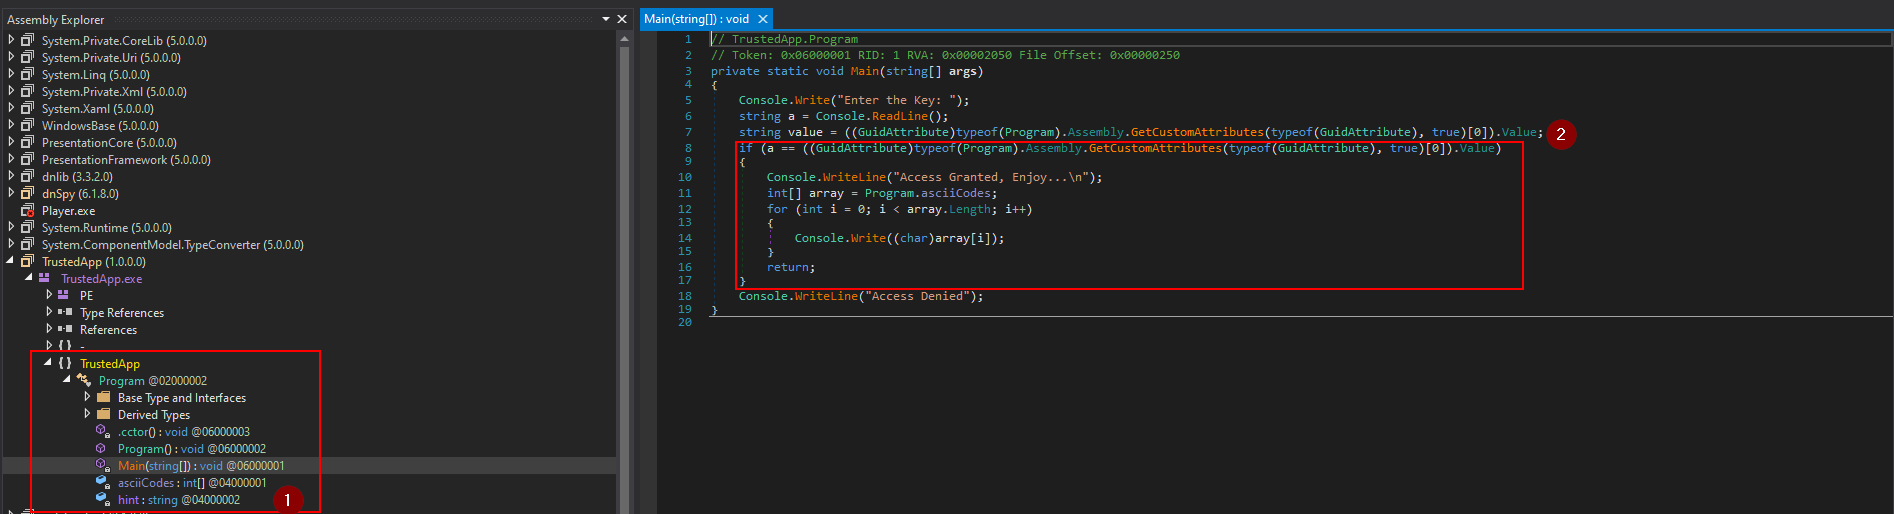 Assembly Explorer
System.Private.CoreLib (5.0.0.0)
System.Private.Uri (5.0.0.0)
System.Linq (5.0.0.0)
System.Private.Xml (5.0.0.0)
System.Xaml (5.0.0.0)
WindowsBase (5.0.0.0)
PresentationCore (5.0.0.0)
PresentationFramework (5.0.0.0)
dnlib (3.3.2.0)
dnSpy (6.1.8.0)
Player.exe
System.Runtime (5.0.0.0)
System.ComponentModel.TypeConverter (5.0.0.0)
TrustedApp (1.0.0.0)
TrustedApp.exe
PE
Type References
References
{ } -
{ } TrustedApp
Program @02000002
Base Type and Interfaces
Derived Types
.cctor() : void @06000003
Program() : void @06000002
Main(string[]) : void @06000001
asciiCodes : int[] @04000001
hint : string @04000002
1
Main(string[]) : void
1 // TrustedApp.Program
2 // Token: 0x06000001 RID: 1 RVA: 0x00002050 File Offset: 0x00000250
3 private static void Main(string[] args)
4 {
5 Console.Write("Enter the Key: ");
6 string a = Console.ReadLine();
7 string value = ((GuidAttribute)typeof(Program).Assembly.GetCustomAttributes(typeof(GuidAttribute), true)[0]).Value; 2
8 if (a == ((GuidAttribute)typeof(Program).Assembly.GetCustomAttributes(typeof(GuidAttribute), true)[0]).Value)
9 {
10 Console.WriteLine("Access Granted, Enjoy...\n");
11 int[] array = Program.asciiCodes;
12 for (int i = 0; i < array.Length; i++)
13 {
14 Console.Write((char)array[i]);
15 }
16 return;
17 }
18 Console.WriteLine("Access Denied");
19 }
20